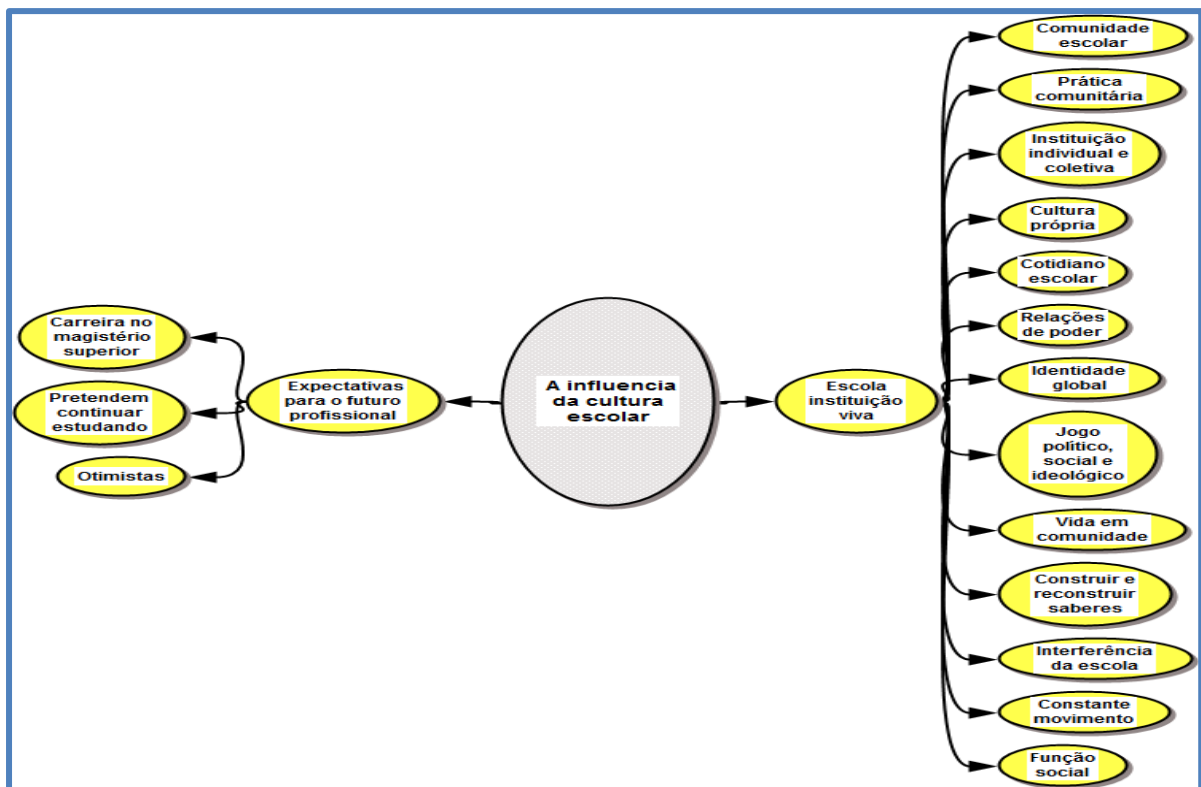 Carreira no
magistério
superior
Pretendem
continuar
estudando
Otimistas
Expectativas
para o futuro
profissional
A influencia
da cultura
escolar
Escola
instituição
viva
Comunidade
escolar
Prática
comunitária
Instituição
individual e
coletiva
Cultura
própria
Cotidiano
escolar
Relações
de poder
Identidade
global
Jogo
político,
social e
ideológico
Vida em
comunidade
Construir e
reconstruir
saberes
Interferência
da escola
Constante
movimento
Função
social